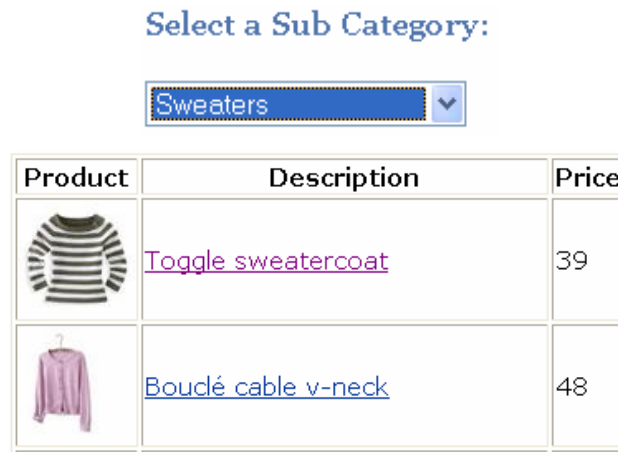 Select a Sub Category:
Sweaters
Product Description Price
Toggle sweatercoat 39
Bouclé cable v-neck 48